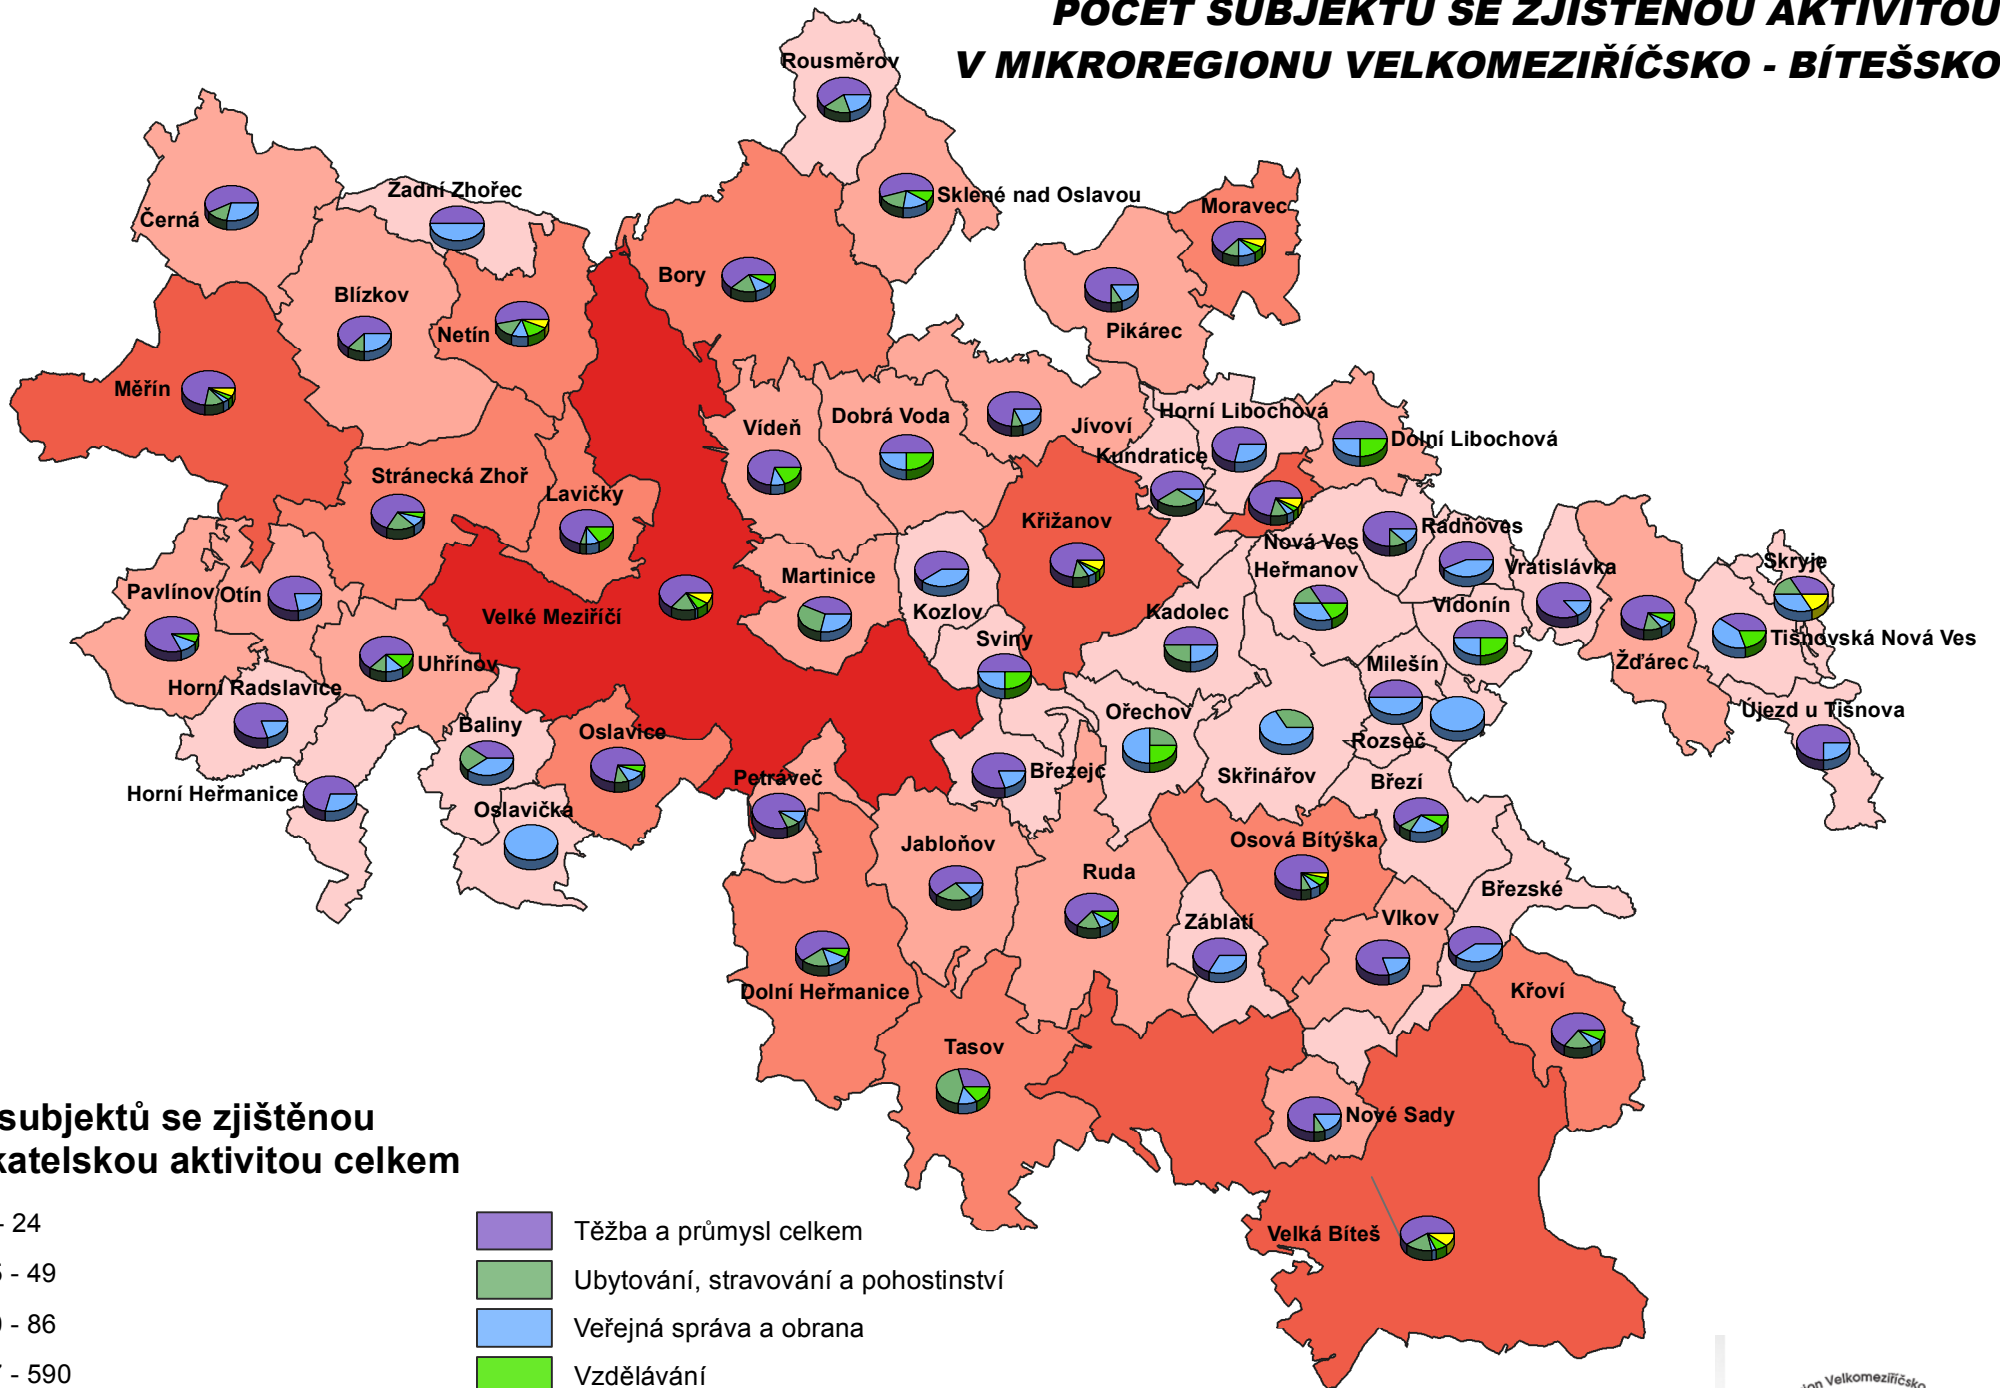 POČET SUBJEKTŮ SE ZJIŠTĚNOU AKTIVITOU
V MIKROREGIONU VELKOMEZIŘÍČSKO - BÍTEŠSKO
Rousměrov
Zadní Zhořec
Sklené nad Oslavou
Moravec
Černá
Bory
Blízkov
Netín
Pikárec
Měřín
Vídeň
Dobrá Voda
Jívoví
Horní Libochová
Dolní Libochová
Kundratice
Stránecká Zhoř
Lavičky
Křižanov
Radňoves
Nová Ves
Heřmanov
Vratislávka
Skryje
Martinice
Pavlínov
Otín
Kozlov
Kadolec
Vidonín
Velké Meziříčí
Sviny
Tišnovská Nová Ves
Uhřínov
Milešín
Žďárec
Horní Radslavice
Ořechov
Újezd u Tišnova
Baliny
Oslavice
Rozseč
Petráveč
Březejc
Skřinářov
Březí
Horní Heřmanice
Oslavička
Jabloňov
Osová Bítýška
Ruda
Březské
Záblatí
Vlkov
Dolní Heřmanice
Křoví
Tasov
Nové Sady
Velká Bíteš
subjektů se zjištěnou
katelskou aktivitou celkem
- 24
- 49
- 86
- 590
Těžba a průmysl celkem
Ubytování, stravování a pohostinství
Veřejná správa a obrana
Vzdělávání
Velkomeziříčsko